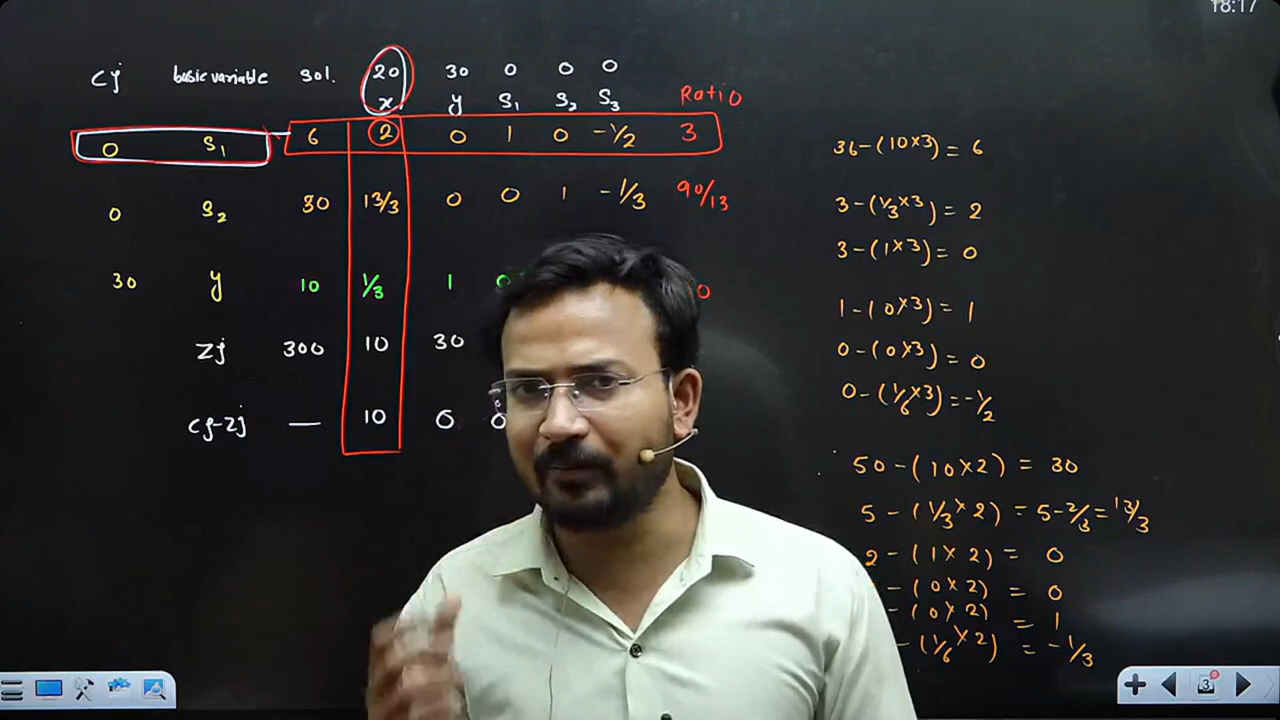 18:17
Cj basic variable sol. 20 30 0 0 0
x y S1 S2 S3 Ratio
0 S1 6 2 0 1 0 -1/2 3
0 S2 30 13/3 0 0 1 -1/3 90/13
30 y 10 1/3 1 0 0
Zj 300 10 30
Cj-Zj — 10 0 0
36-(10×3) = 6
3-(1/3×3) = 2
3-(1×3) = 0
1-(0×3) = 1
0-(0×3) = 0
0-(1/6×3) = -1/2
50-(10×2) = 30
5-(1/3×2) = 5-2/3 = 13/3
2-(1×2) = 0
-(0×2) = 0
-(0×2) = 1
-(1/6×2) = -1/3
3